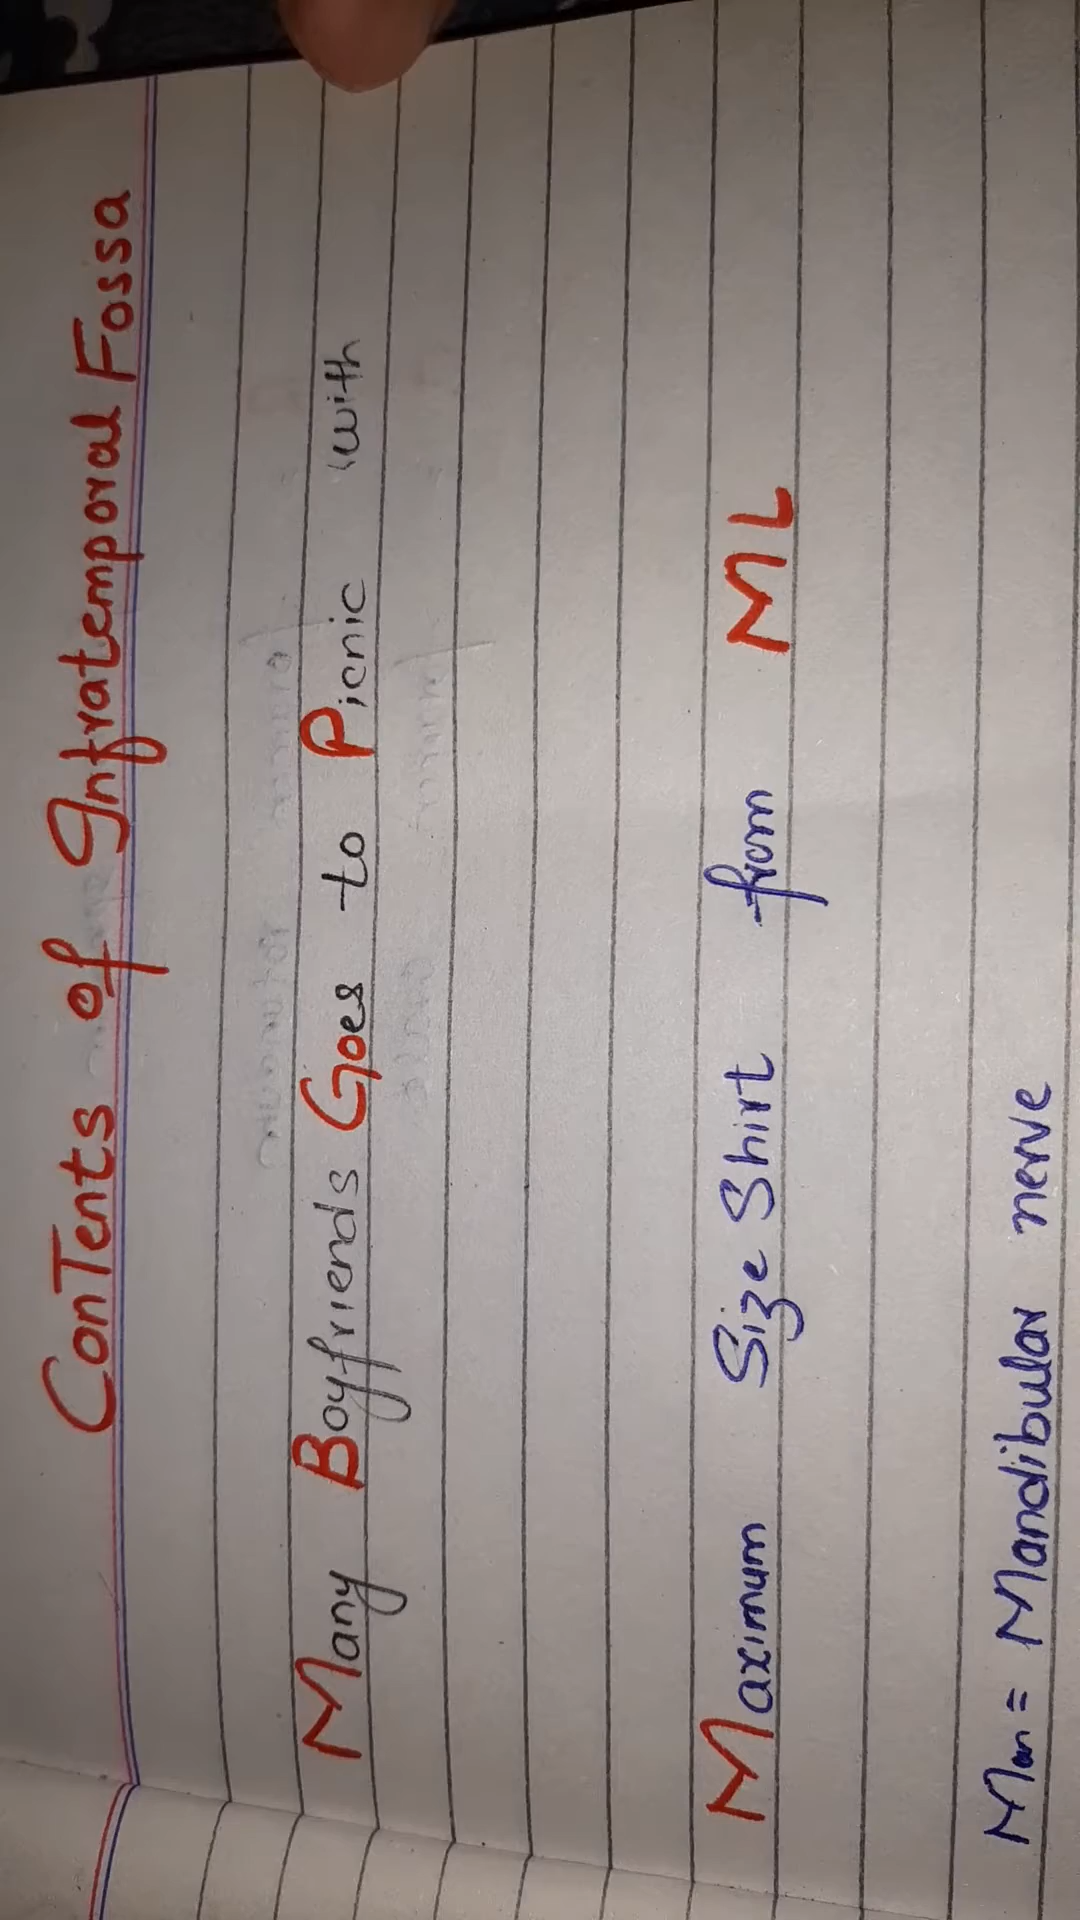 ConTents of Infratemporal Fossa
Many Boyfriends Goes to Picnic with
Maximum Size Shirt from ML
Man = Mandibular nerve